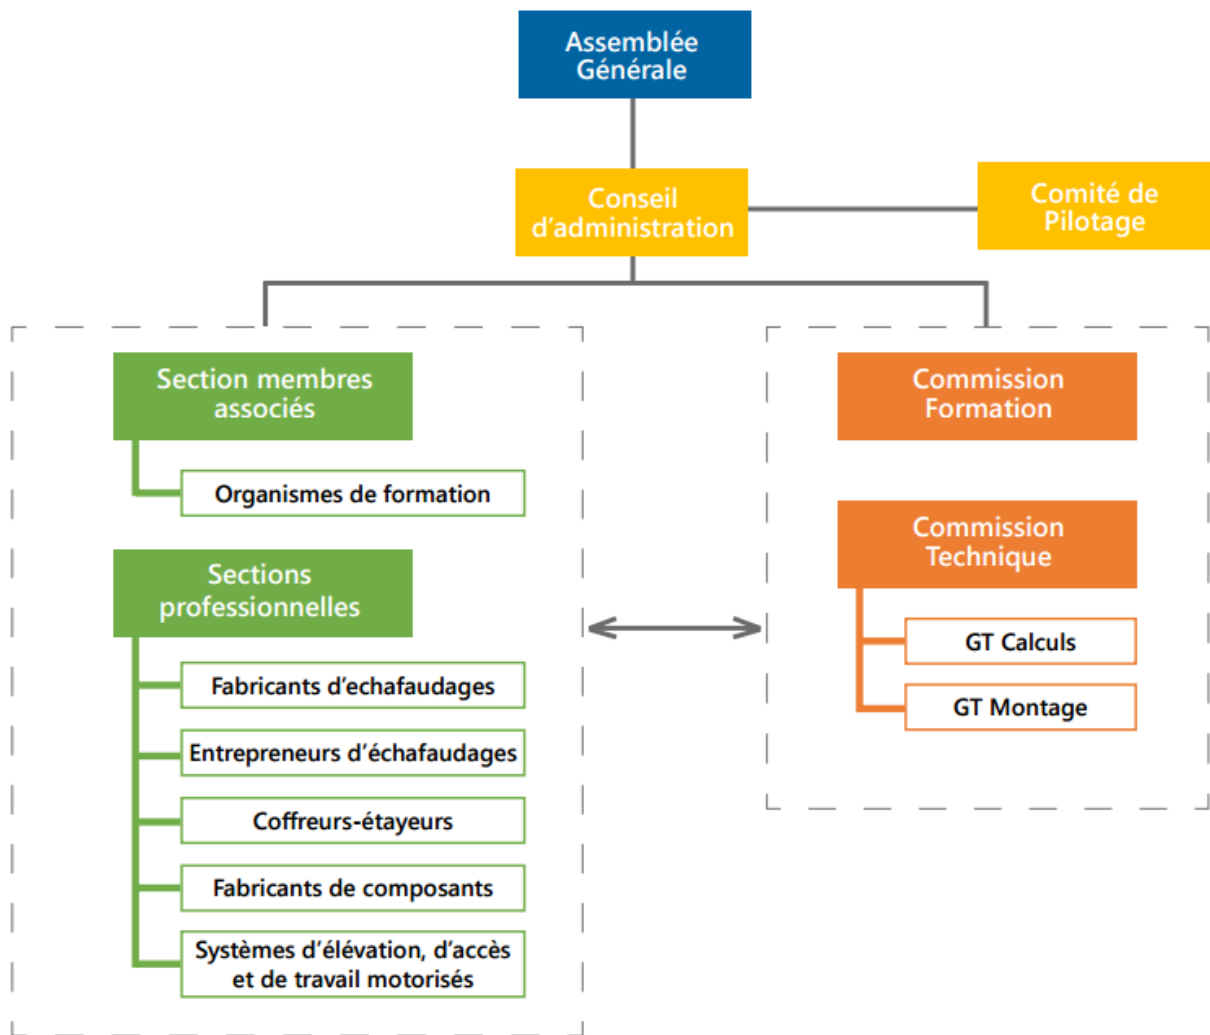 Assemblée
Générale
Conseil
d'administration
Comité de
Pilotage
Section membres
associés
Organismes de formation
Sections
professionnelles
Fabricants d'echafaudages
Entrepreneurs d'échafaudages
Coffreurs-étayeurs
Fabricants de composants
Systèmes d'élévation, d'accès
et de travail motorisés
Commission
Formation
Commission
Technique
GT Calculs
GT Montage